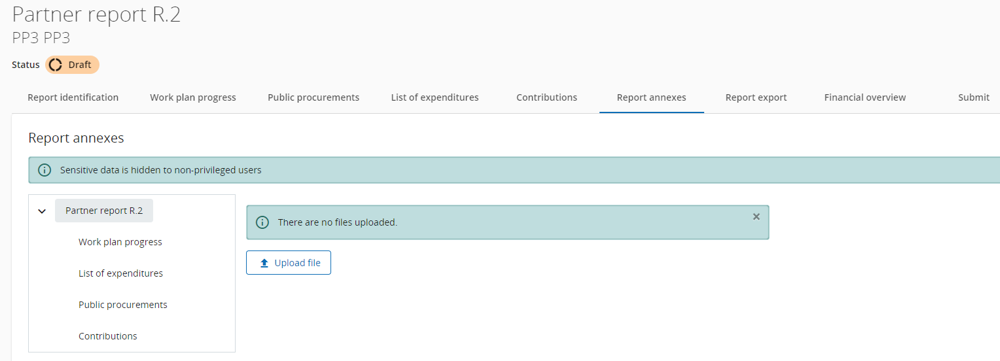 Partner report R.2
PP3 PP3
Status Draft
Report identification Work plan progress Public procurements List of expenditures Contributions Report annexes Report export Financial overview Submit
Report annexes
Sensitive data is hidden to non-privileged users
Partner report R.2
Work plan progress
List of expenditures
Public procurements
Contributions
There are no files uploaded.
Upload file